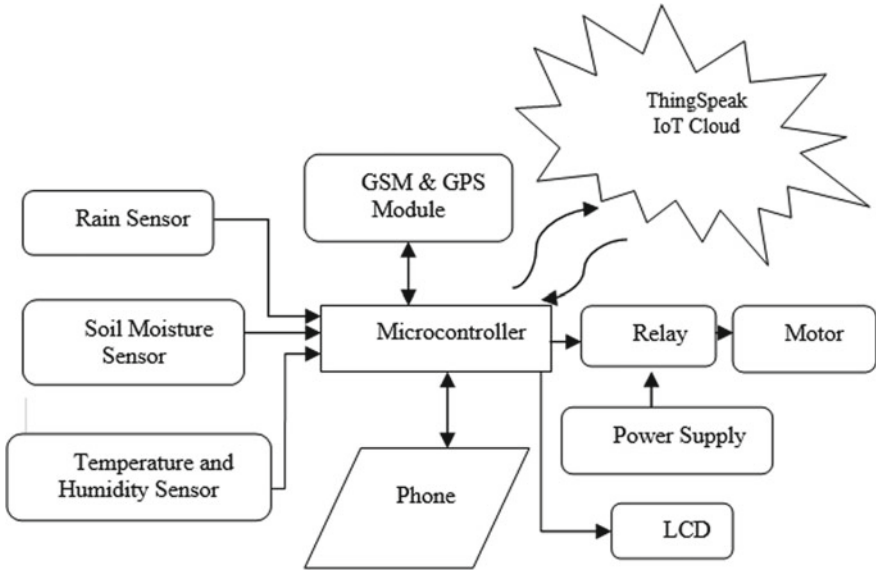 ThingSpeak
IoT Cloud
GSM & GPS
Module
Rain Sensor
Soil Moisture
Sensor
Microcontroller
Relay
Motor
Temperature and
Humidity Sensor
Phone
Power Supply
LCD